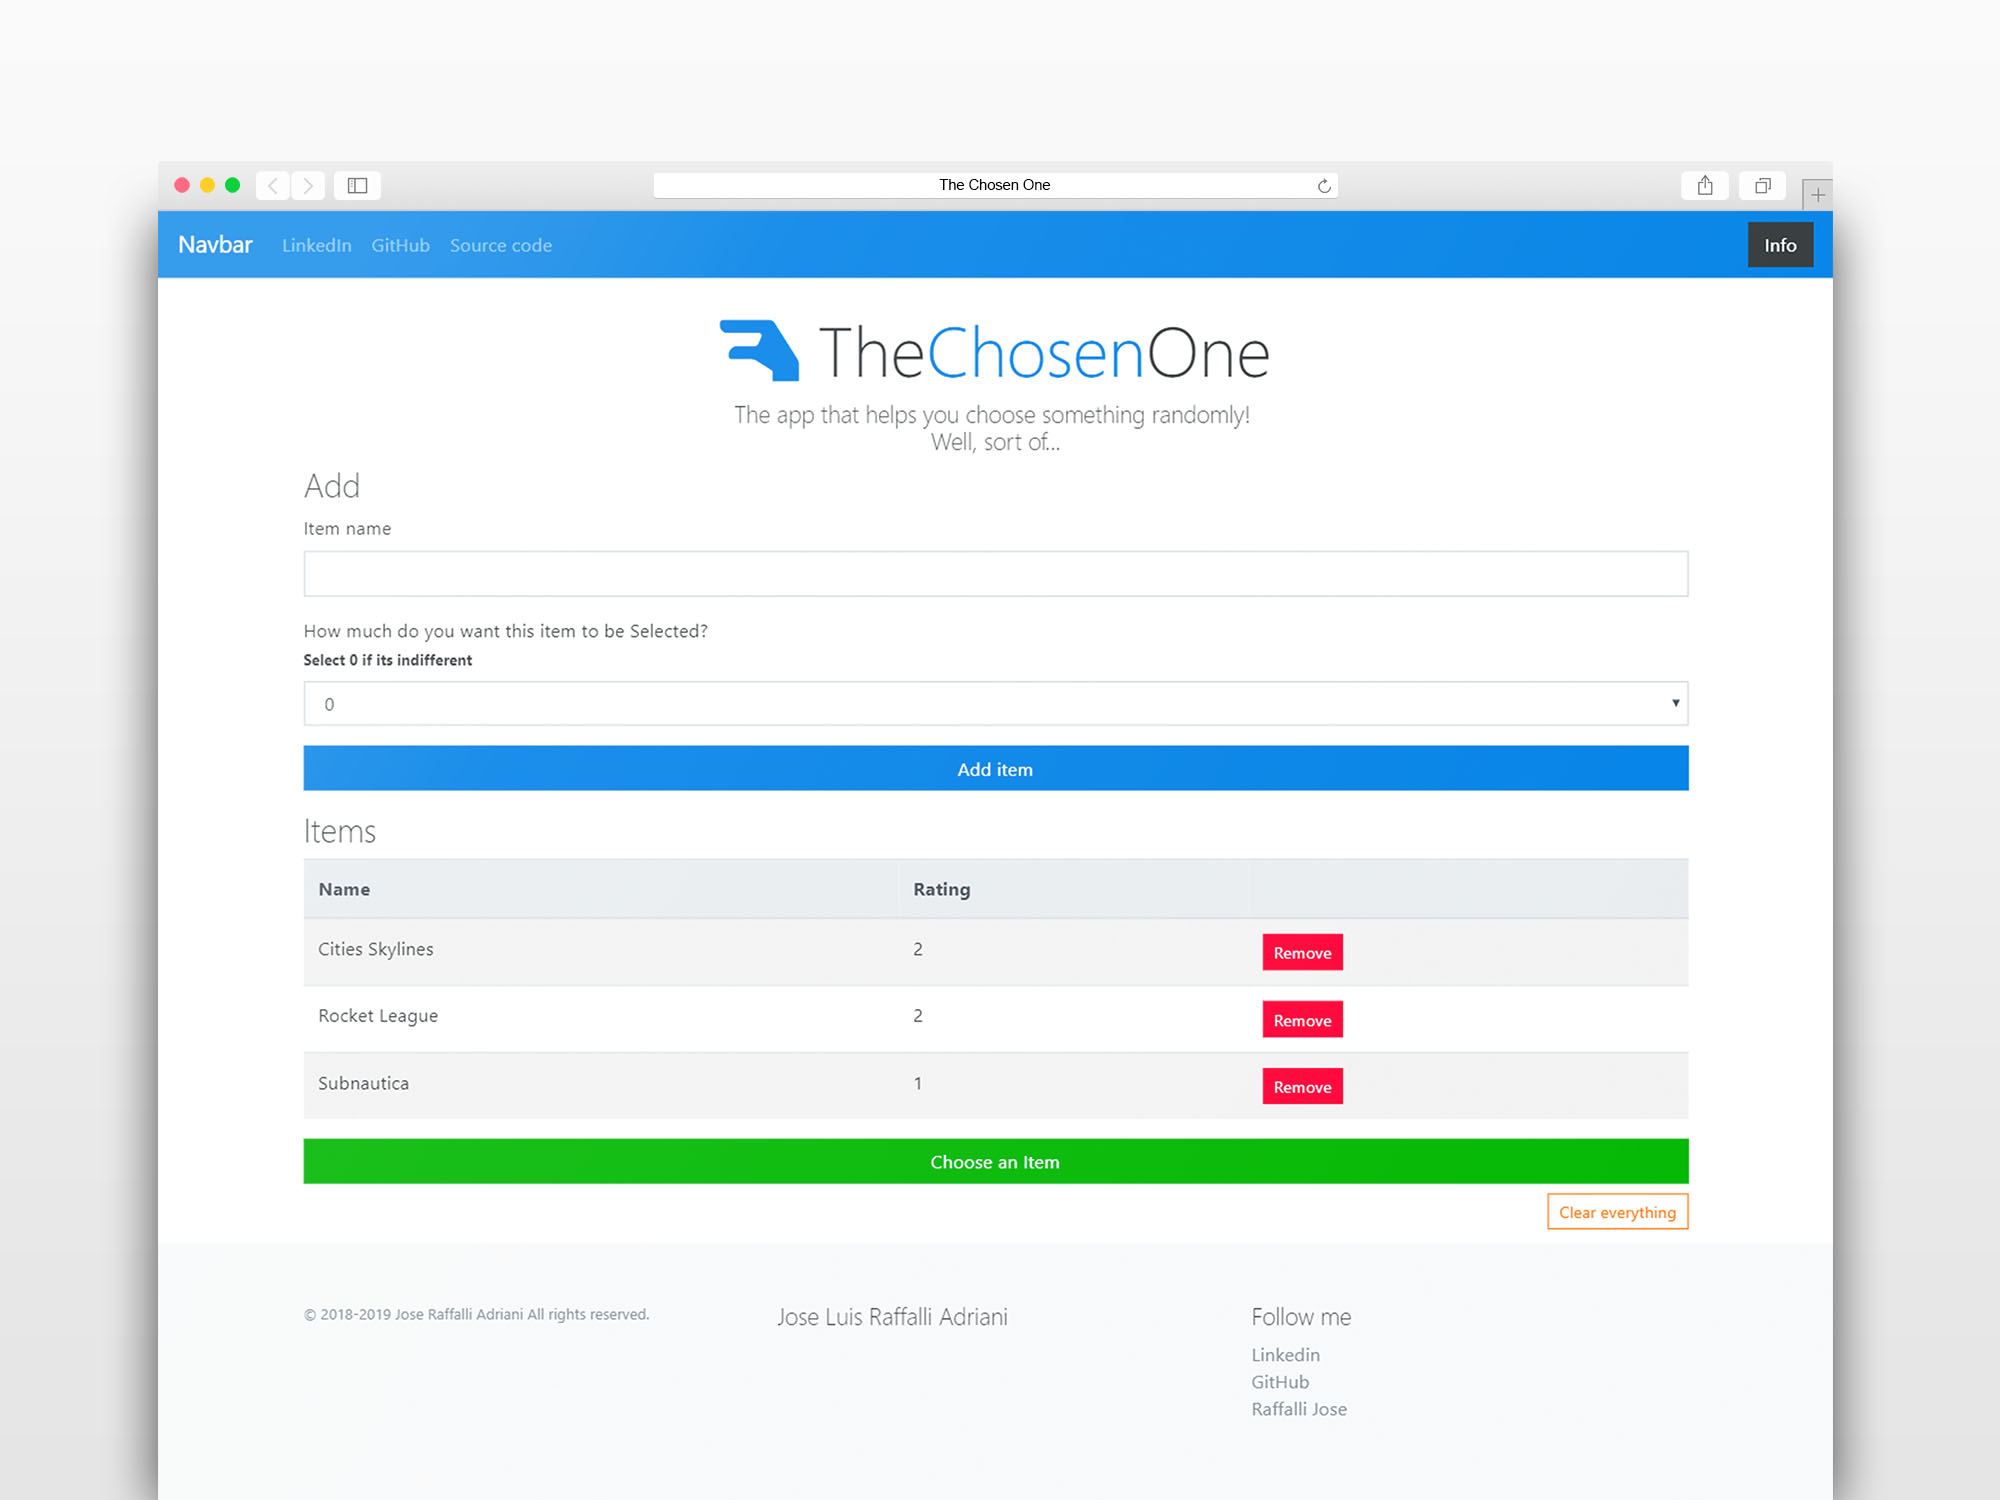 The Chosen One
Navbar LinkedIn GitHub Source code Info
TheChosenOne
The app that helps you choose something randomly!
Well, sort of...
Add
Item name
How much do you want this item to be Selected?
Select 0 if its indifferent
0
Add item
Items
Name Rating
Cities Skylines 2 Remove
Rocket League 2 Remove
Subnautica 1 Remove
Choose an Item
Clear everything
© 2018-2019 Jose Raffalli Adriani All rights reserved.
Jose Luis Raffalli Adriani
Follow me
Linkedin
GitHub
Raffalli Jose